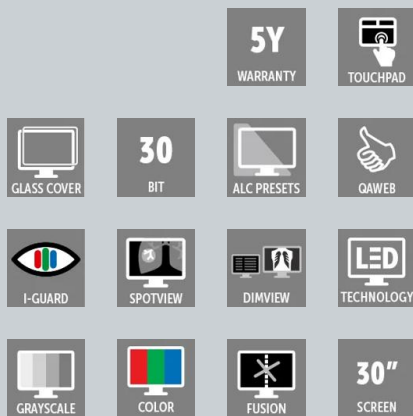 5Y
WARRANTY
TOUCHPAD
GLASS COVER
30
BIT
ALC PRESETS
QAWEB
I-GUARD
SPOTVIEW
DIMVIEW
LED
TECHNOLOGY
GRAYSCALE
COLOR
FUSION
30"
SCREEN